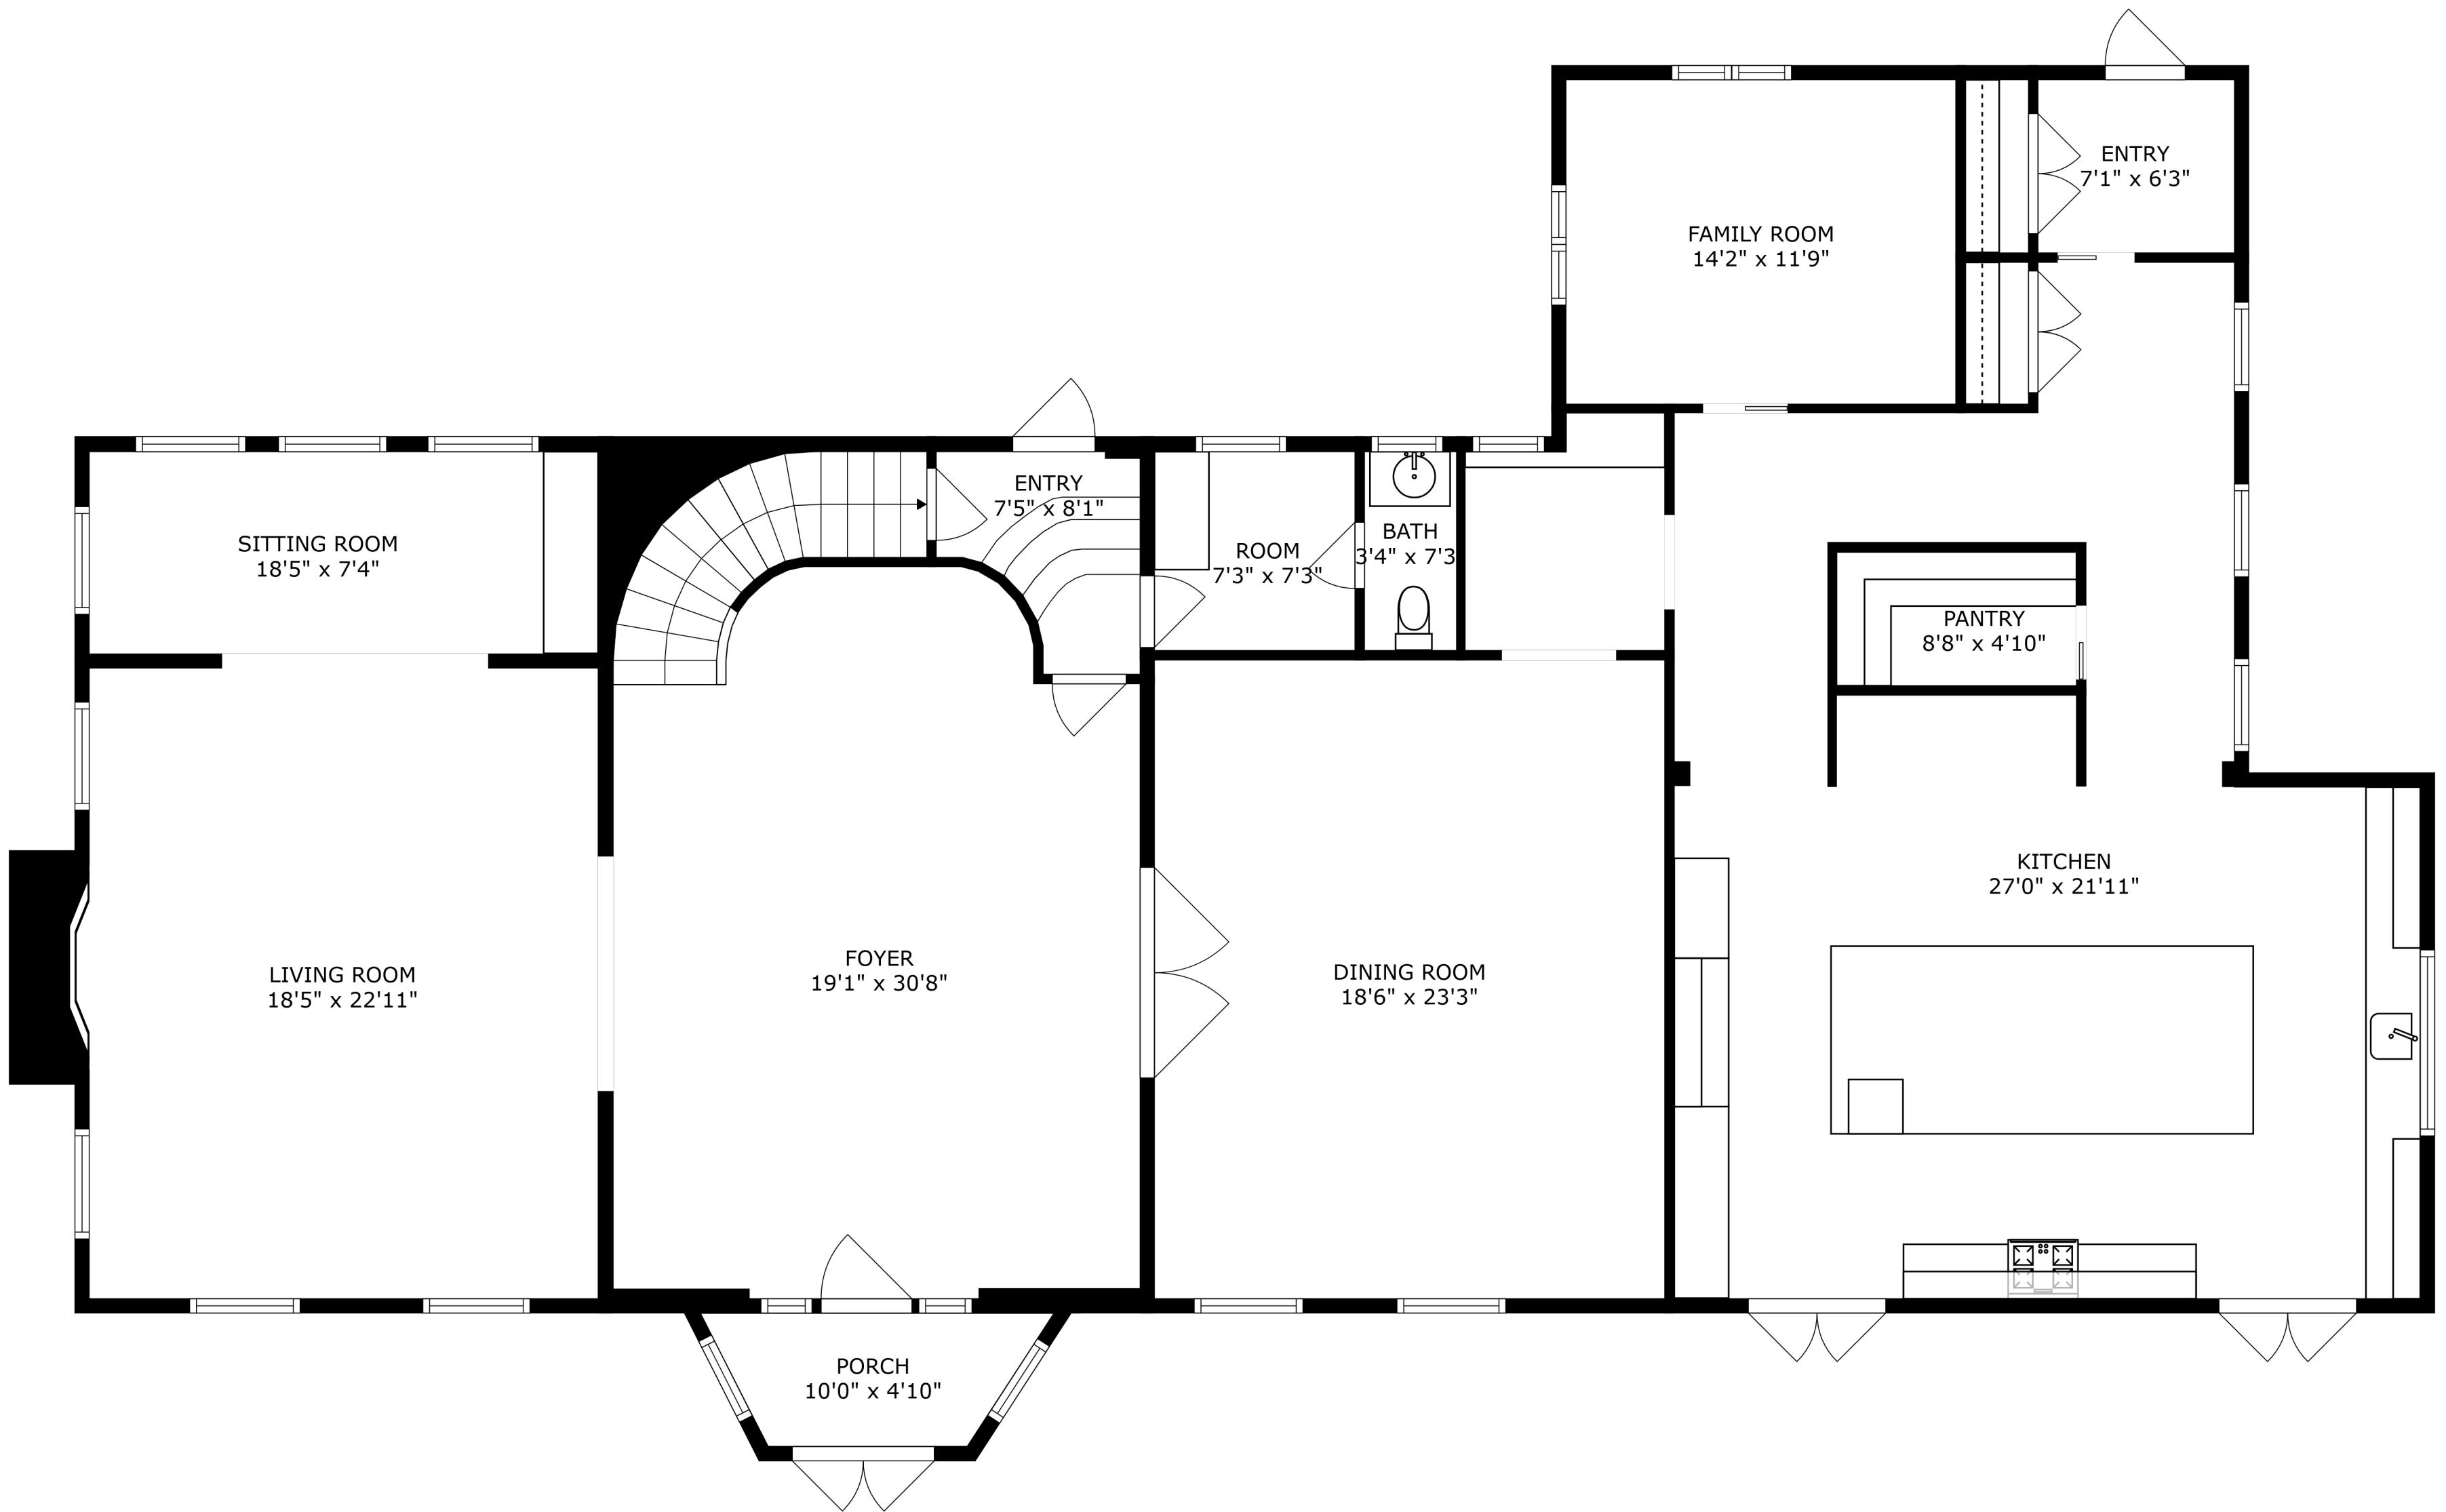 ENTRY
7'1" x 6'3"
FAMILY ROOM
14'2" x 11'9"
ENTRY
7'5" x 8'1"
SITTING ROOM
18'5" x 7'4"
ROOM
7'3" x 7'3"
BATH
3'4" x 7'3
PANTRY
8'8" x 4'10"
KITCHEN
27'0" x 21'11"
LIVING ROOM
18'5" x 22'11"
FOYER
19'1" x 30'8"
DINING ROOM
18'6" x 23'3"
PORCH
10'0" x 4'10"